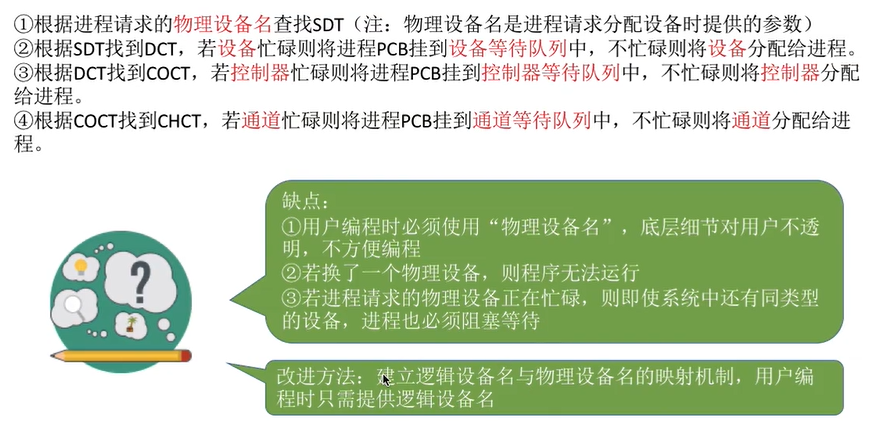 ①根据进程请求的物理设备名查找SDT（注：物理设备名是进程请求分配设备时提供的参数）
②根据SDT找到DCT，若设备忙碌则将进程PCB挂到设备等待队列中，不忙碌则将设备分配给进程。
③根据DCT找到COCT，若控制器忙碌则将进程PCB挂到控制器等待队列中，不忙碌则将控制器分配
给进程。
④根据COCT找到CHCT，若通道忙碌则将进程PCB挂到通道等待队列中，不忙碌则将通道分配给进
程。
缺点：
①用户编程时必须使用“物理设备名”，底层细节对用户不透
明，不方便编程
②若换了一个物理设备，则程序无法运行
③若进程请求的物理设备正在忙碌，则即使系统中还有同类型
的设备，进程也必须阻塞等待
?
改进方法：建立逻辑设备名与物理设备名的映射机制，用户编
程时只需提供逻辑设备名